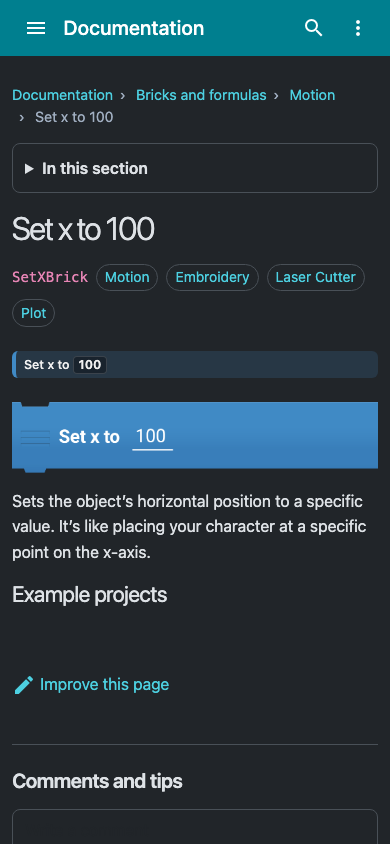 Documentation
Documentation › Bricks and formulas › Motion
› Set x to 100
In this section
Set x to 100
SetXBrick Motion Embroidery Laser Cutter
Plot
Set x to 100
Set x to 100
Sets the object’s horizontal position to a specific
value. It’s like placing your character at a specific
point on the x-axis.
Example projects
Improve this page
Comments and tips